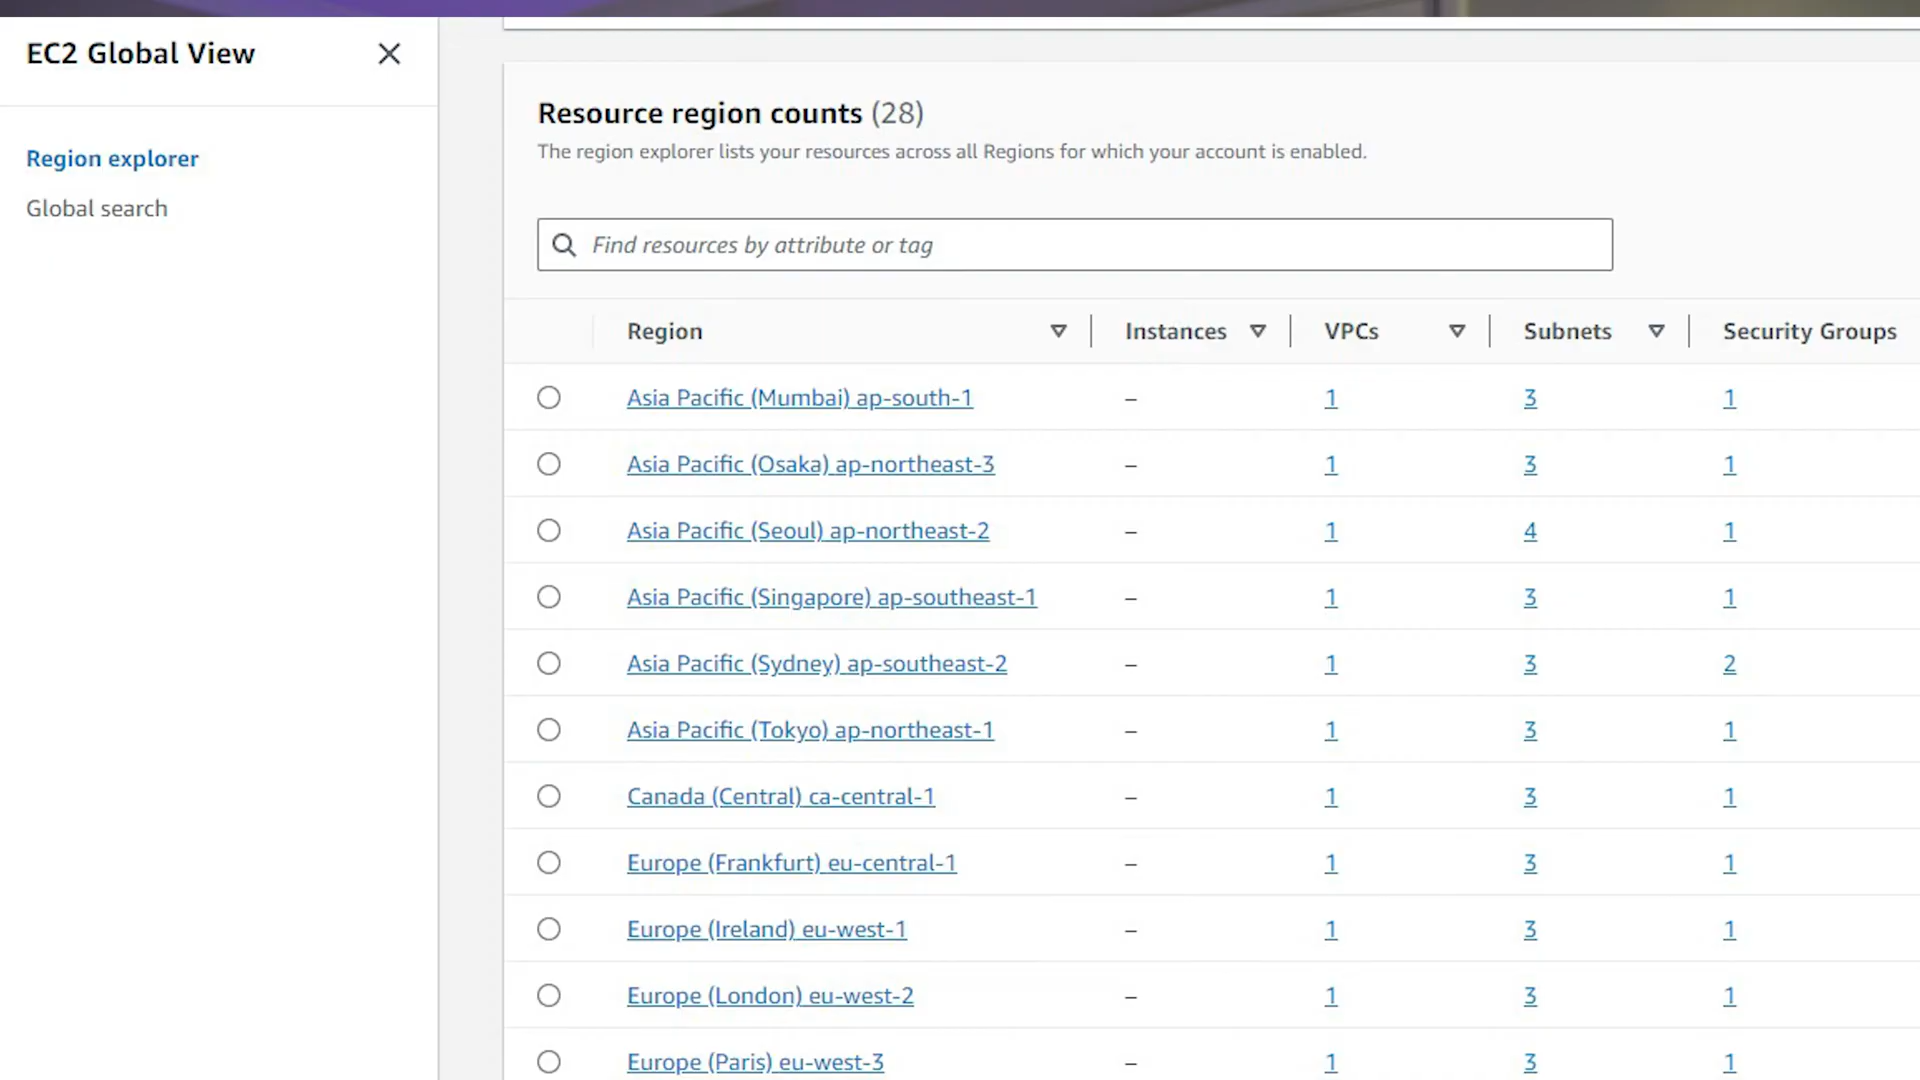 EC2 Global View
Region explorer
Global search
Resource region counts (28)
The region explorer lists your resources across all Regions for which your account is enabled.
Find resources by attribute or tag
Region Instances VPCs Subnets Security Groups
Asia Pacific (Mumbai) ap-south-1 – 1 3 1
Asia Pacific (Osaka) ap-northeast-3 – 1 3 1
Asia Pacific (Seoul) ap-northeast-2 – 1 4 1
Asia Pacific (Singapore) ap-southeast-1 – 1 3 1
Asia Pacific (Sydney) ap-southeast-2 – 1 3 2
Asia Pacific (Tokyo) ap-northeast-1 – 1 3 1
Canada (Central) ca-central-1 – 1 3 1
Europe (Frankfurt) eu-central-1 – 1 3 1
Europe (Ireland) eu-west-1 – 1 3 1
Europe (London) eu-west-2 – 1 3 1
Europe (Paris) eu-west-3 – 1 3 1